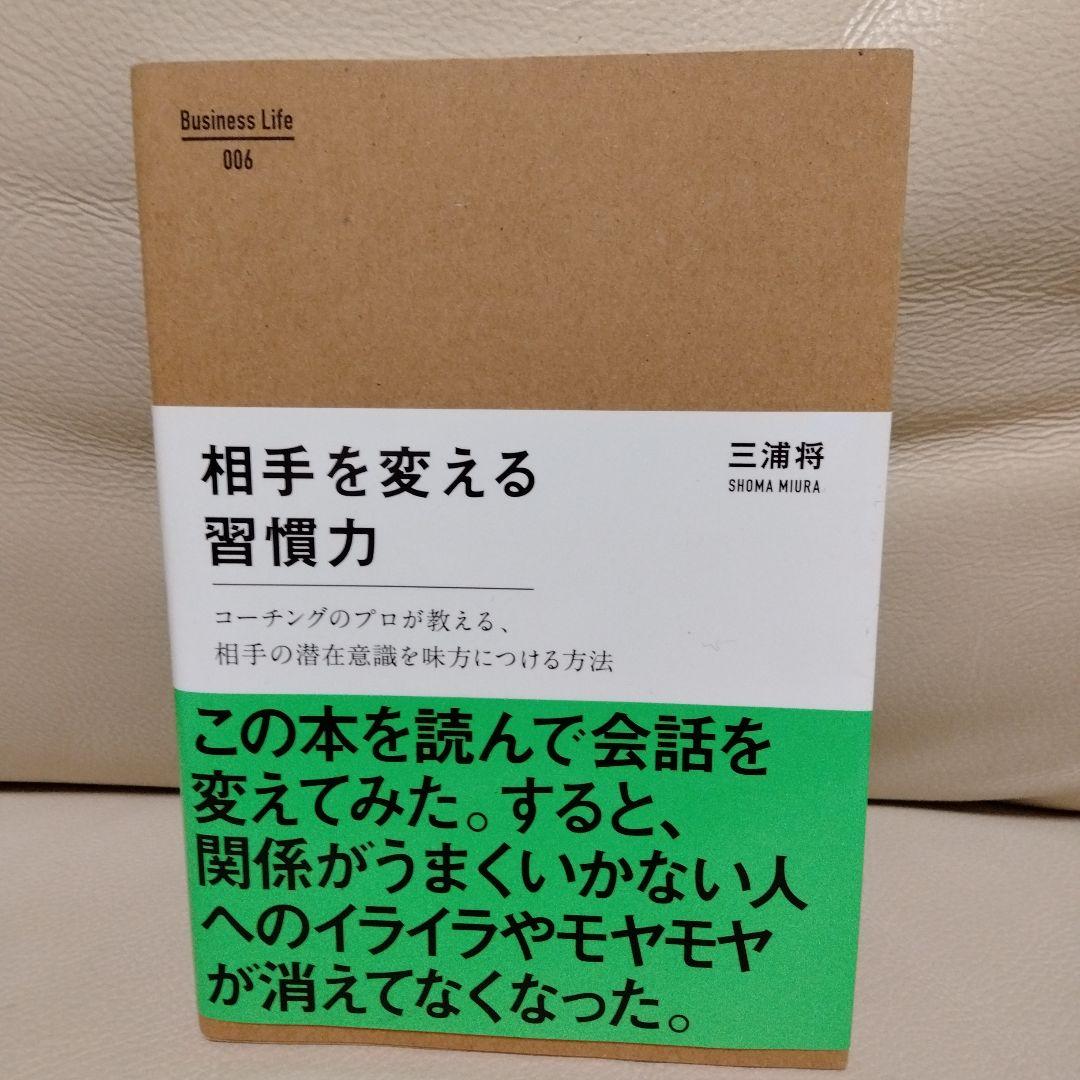 Business Life
006
相手を変える
習慣力
三浦将
SHOMA MIURA
コーチングのプロが教える、
相手の潜在意識を味方につける方法
この本を読んで会話を
変えてみた。すると、
関係がうまくいかない人
へのイライラやモヤモヤ
が消えてなくなった。